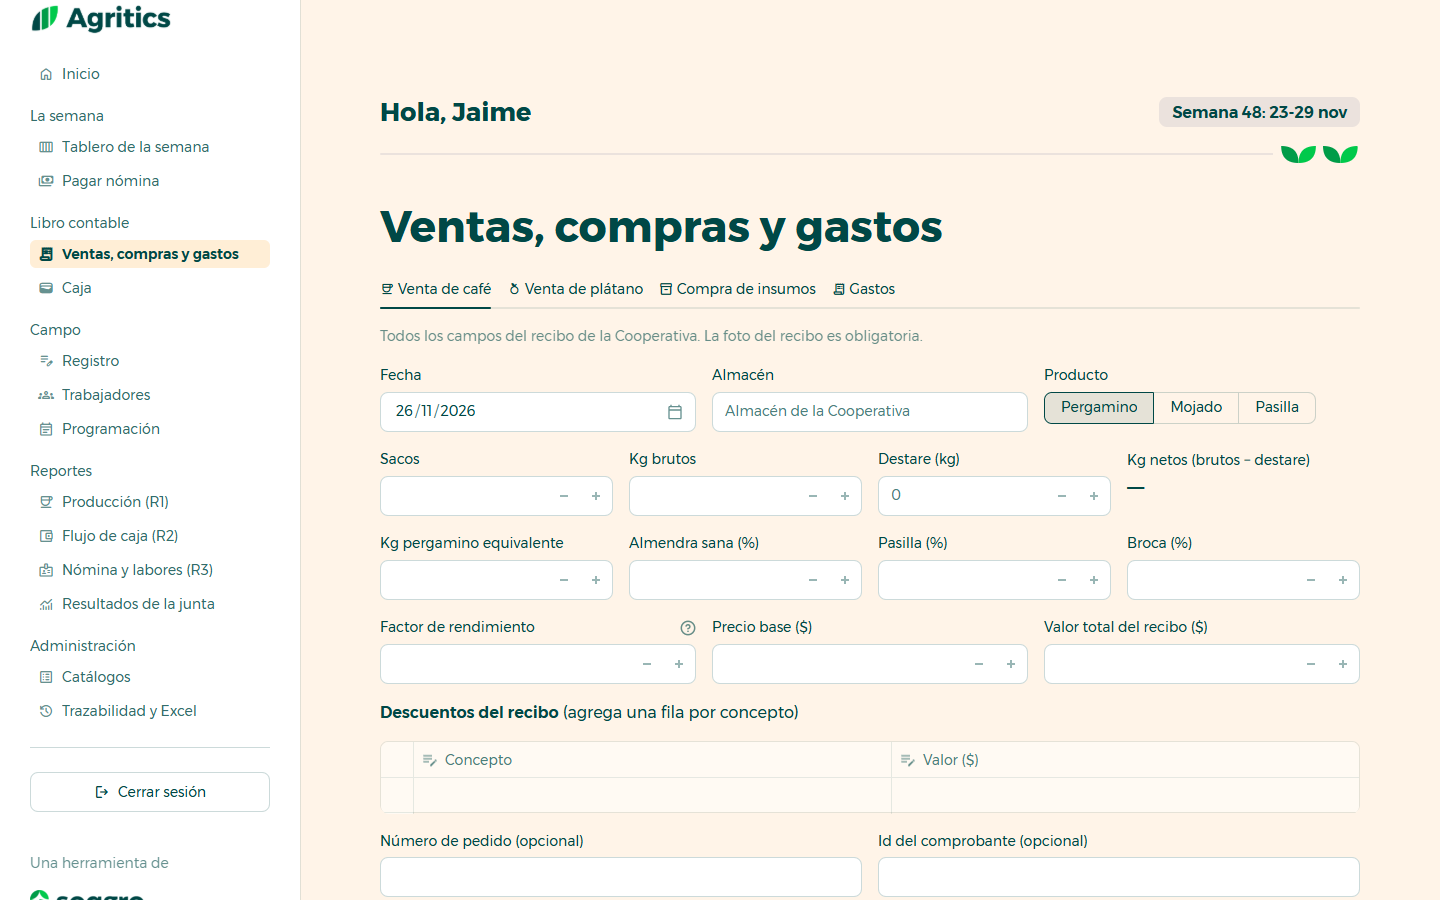 Agritics
Inicio
La semana
Tablero de la semana
Pagar nómina
Libro contable
Ventas, compras y gastos
Caja
Campo
Registro
Trabajadores
Programación
Reportes
Producción (R1)
Flujo de caja (R2)
Nómina y labores (R3)
Resultados de la junta
Administración
Catálogos
Trazabilidad y Excel
Cerrar sesión
Una herramienta de
Hola, Jaime
Semana 48: 23-29 nov
Ventas, compras y gastos
Venta de café Venta de plátano Compra de insumos Gastos
Todos los campos del recibo de la Cooperativa. La foto del recibo es obligatoria.
Fecha Almacén Producto
26/11/2026 Almacén de la Cooperativa Pergamino Mojado Pasilla
Sacos Kg brutos Destare (kg) Kg netos (brutos – destare)
0 —
Kg pergamino equivalente Almendra sana (%) Pasilla (%) Broca (%)
Factor de rendimiento Precio base ($) Valor total del recibo ($)
Descuentos del recibo (agrega una fila por concepto)
Concepto Valor ($)
Número de pedido (opcional) Id del comprobante (opcional)